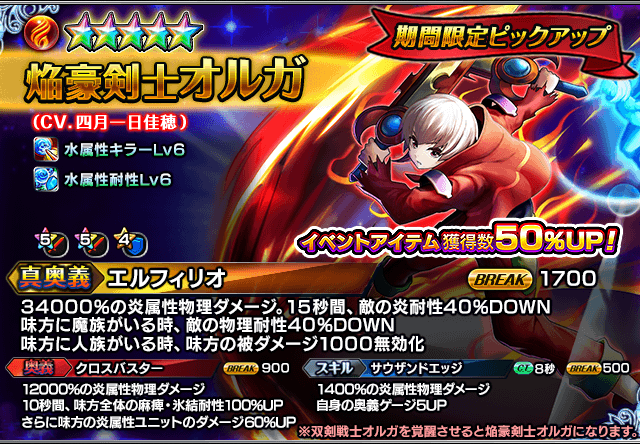 期間限定ピックアップ
焔豪剣士オルガ
(CV.四月一日佳穂)
水属性キラーLv6
水属性耐性Lv6
5 5 4
イベントアイテム獲得数50%UP!
真奥義 エルフィリオ BREAK 1700
34000%の炎属性物理ダメージ。15秒間、敵の炎耐性40%DOWN
味方に魔族がいる時、敵の物理耐性40%DOWN
味方に人族がいる時、味方の被ダメージ1000無効化
奥義 クロスバスター BREAK 900
12000%の炎属性物理ダメージ
10秒間、味方全体の麻痺・氷結耐性100%UP
さらに味方の炎属性ユニットのダメージ60%UP
スキル サウザンドエッジ CT 8秒 BREAK 500
1400%の炎属性物理ダメージ
自身の奥義ゲージ5UP
※双剣戦士オルガを覚醒させると焔豪剣士オルガになります。